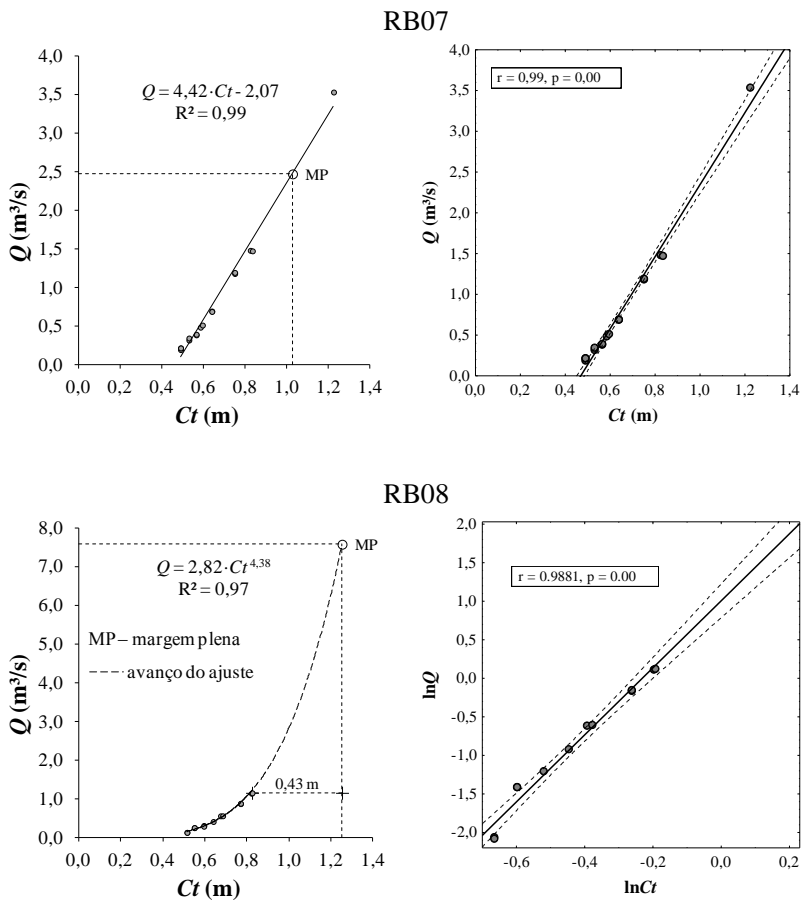 RB07
4,0
3,5
3,0
2,5
2,0
1,5
1,0
0,5
0,0
Q (m³/s)
Q = 4,42·Ct - 2,07
R² = 0,99
MP
0,0 0,2 0,4 0,6 0,8 1,0 1,2 1,4
Ct (m)
4,0
3,5
3,0
2,5
2,0
1,5
1,0
0,5
0,0
Q (m³/s)
r = 0,99, p = 0,00
0,0 0,2 0,4 0,6 0,8 1,0 1,2 1,4
Ct (m)
RB08
8,0
7,0
6,0
5,0
4,0
3,0
2,0
1,0
0,0
Q (m³/s)
MP
Q = 2,82·Ct^4,38
R² = 0,97
MP – margem plena
avanço do ajuste
0,43 m
0,0 0,2 0,4 0,6 0,8 1,0 1,2 1,4
Ct (m)
2,0
1,5
1,0
0,5
0,0
-0,5
-1,0
-1,5
-2,0
lnQ
r = 0.9881, p = 0.00
-0,6 -0,4 -0,2 0,0 0,2
lnCt